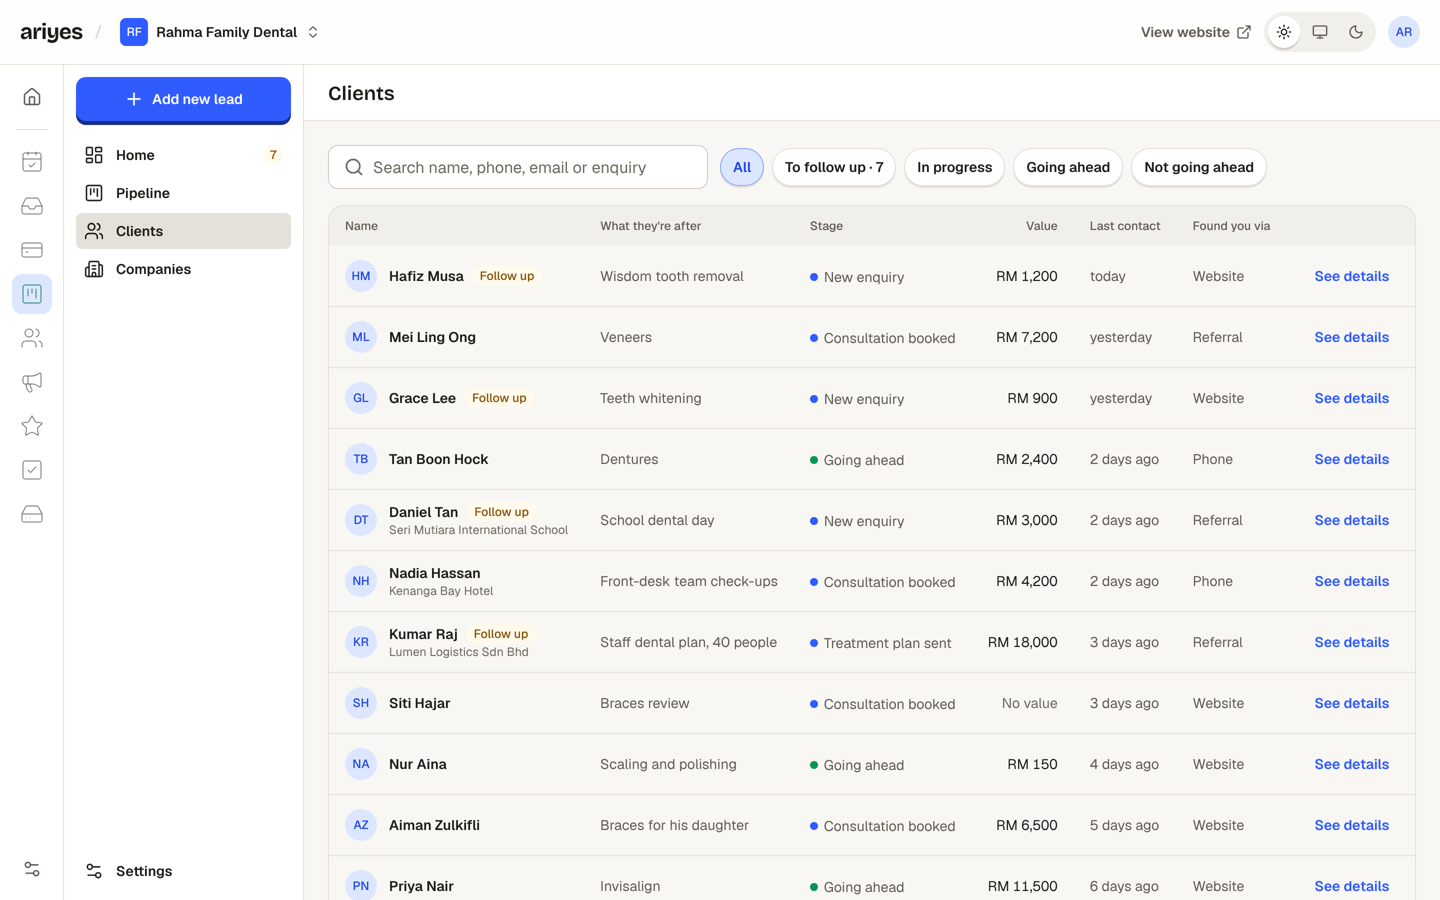 ariyes / RF Rahma Family Dental
View website
AR
Add new lead
Home 7
Pipeline
Clients
Companies
Settings
Clients
Search name, phone, email or enquiry
All
To follow up · 7
In progress
Going ahead
Not going ahead
Name What they're after Stage Value Last contact Found you via
HM Hafiz Musa Follow up Wisdom tooth removal New enquiry RM 1,200 today Website See details
ML Mei Ling Ong Veneers Consultation booked RM 7,200 yesterday Referral See details
GL Grace Lee Follow up Teeth whitening New enquiry RM 900 yesterday Website See details
TB Tan Boon Hock Dentures Going ahead RM 2,400 2 days ago Phone See details
DT Daniel Tan Follow up School dental day New enquiry RM 3,000 2 days ago Referral See details
Seri Mutiara International School
NH Nadia Hassan Front-desk team check-ups Consultation booked RM 4,200 2 days ago Phone See details
Kenanga Bay Hotel
KR Kumar Raj Follow up Staff dental plan, 40 people Treatment plan sent RM 18,000 3 days ago Referral See details
Lumen Logistics Sdn Bhd
SH Siti Hajar Braces review Consultation booked No value 3 days ago Website See details
NA Nur Aina Scaling and polishing Going ahead RM 150 4 days ago Website See details
AZ Aiman Zulkifli Braces for his daughter Consultation booked RM 6,500 5 days ago Website See details
PN Priya Nair Invisalign Going ahead RM 11,500 6 days ago Website See details